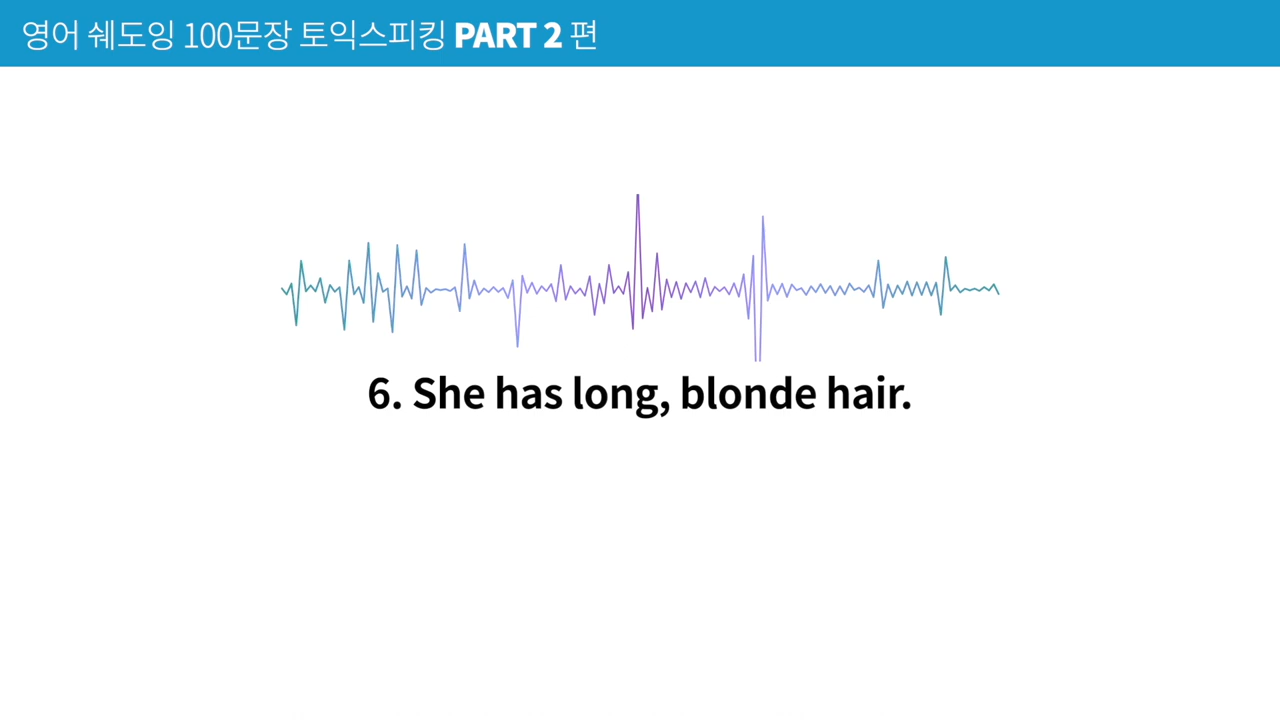 영어 쉐도잉 100문장 토익스피킹 PART 2 편
6. She has long, blonde hair.